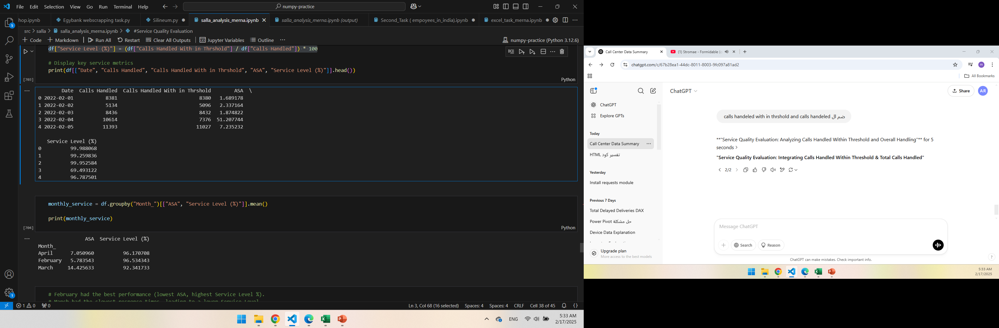 File Edit Selection View Go Run Terminal Help
numpy-practice
hop.ipynb
Egybank webscrapping task.py
Silineum.py
salla_analysis_merna.ipynb
salla_analysis_merna.ipynb (output)
Second_Task ( empoyees_in_india).ipynb
excel_task_merna.ipynb
src > salla > salla_analysis_merna.ipynb > #Service Quality Evaluation
+ Code + Markdown Run All Restart Clear All Outputs Jupyter Variables Outline ...
numpy-practice (Python 3.12.6)
df["Service Level (%)"] = (df["Calls Handled With in Thrshold"] / df["Calls Handled"]) * 100
# Display key service metrics
print(df[["Date", "Calls Handled", "Calls Handled With in Thrshold", "ASA", "Service Level (%)"]].head())
[703]
Python
Date Calls Handled Calls Handled With in Thrshold ASA \
0 2022-02-01 8381 8380 1.689178
1 2022-02-02 5134 5096 2.337164
2 2022-02-03 8436 8432 1.874822
3 2022-02-04 10614 7376 51.207744
4 2022-02-05 11393 11027 7.235232
Service Level (%)
0 99.988068
1 99.259836
2 99.952584
3 69.493122
4 96.787501
monthly_service = df.groupby("Month_")[["ASA", "Service Level (%)"]].mean()
print(monthly_service)
[704]
Python
ASA Service Level (%)
Month_
April 7.050960 96.170708
February 5.783543 96.534343
March 14.425633 92.341733
# February had the best performance (lowest ASA, highest Service Level %).
# March had the slowest response times, leading to a lower Service Level
5
1
1 0 0
Ln 3, Col 68 (16 selected) Spaces: 4 Spaces: 4 CRLF Cell 38 of 45
ENG
5:33 AM
2/17/2025
Call Center Data Summary
(1) Stromae - Formidable (c
chatgpt.com/c/67b28ea1-44dc-8011-8003-9fc097a81ad2
m
All Bookmarks
ChatGPT
Explore GPTs
Today
Call Center Data Summary
تفسير كود HTML
Yesterday
Install requests module
Previous 7 Days
Total Delayed Deliveries DAX
حل مشكلة Power Pivot
Device Data Explanation
Upgrade plan
More access to the best models
ChatGPT
Share
AR
ضم ال calls handeled with in thrshold and calls handeled
**"Service Quality Evaluation: Analyzing Calls Handled Within Threshold and Overall Handling"** for 5
seconds >
"Service Quality Evaluation: Integrating Calls Handled Within Threshold & Total Calls Handled"
2/2
Message ChatGPT
Search
Reason
ChatGPT can make mistakes. Check important info.
?
5:33 AM
2/17/2025